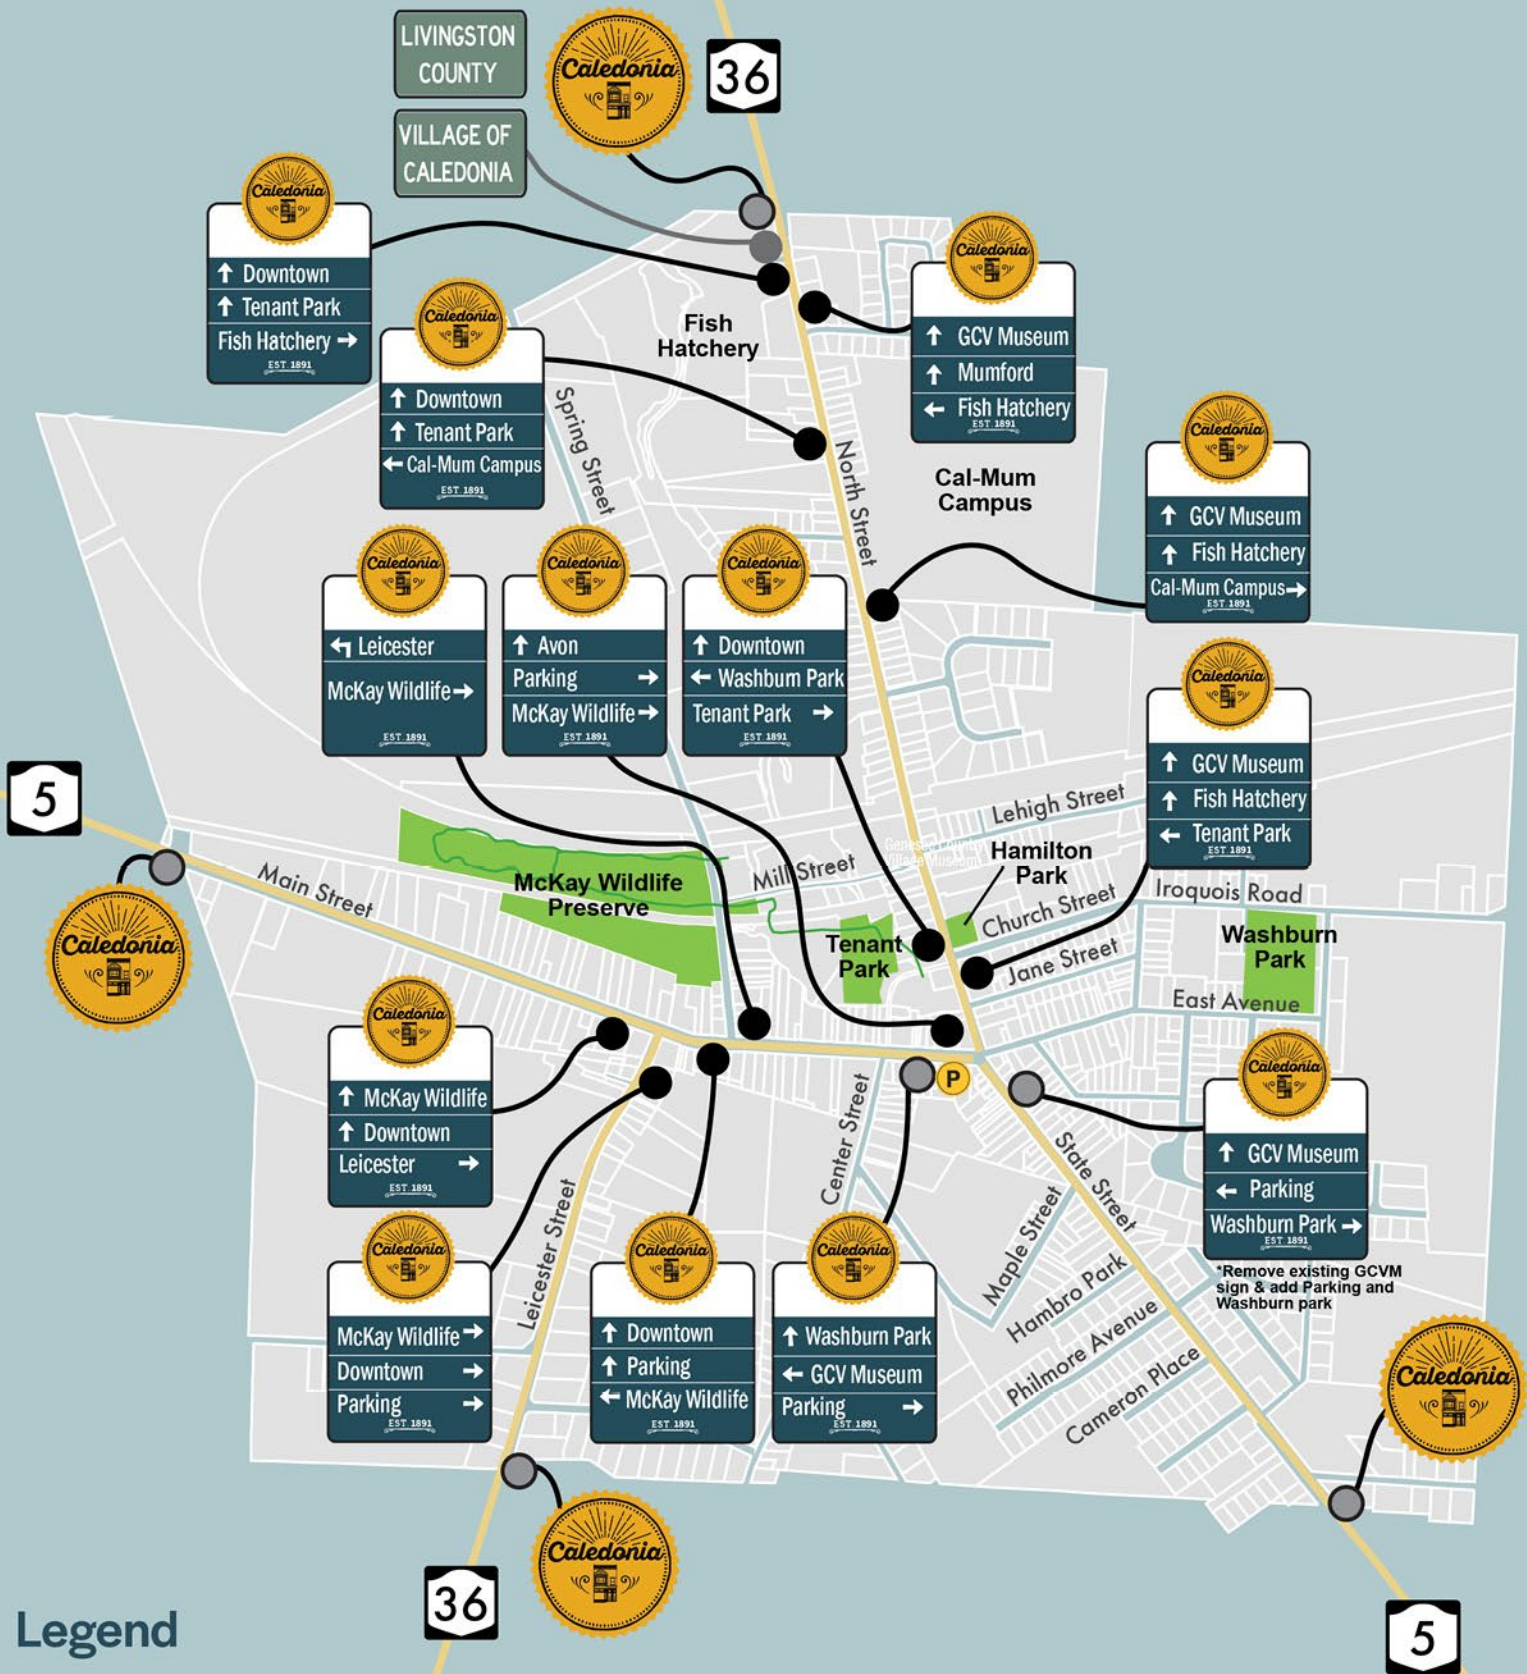 LIVINGSTON
COUNTY
VILLAGE OF
CALEDONIA
Caledonia
36
Caledonia
↑ Downtown
↑ Tenant Park
Fish Hatchery →
EST. 1891
Caledonia
↑ Downtown
↑ Tenant Park
← Cal-Mum Campus
EST. 1891
Caledonia
↑ GCV Museum
↑ Mumford
← Fish Hatchery
EST. 1891
Fish
Hatchery
Spring Street
North Street
Cal-Mum
Campus
Caledonia
↑ GCV Museum
↑ Fish Hatchery
Cal-Mum Campus →
EST. 1891
Caledonia
↰ Leicester
McKay Wildlife →
EST. 1891
Caledonia
↑ Avon
Parking →
McKay Wildlife →
EST. 1891
Caledonia
↑ Downtown
← Washburn Park
Tenant Park →
EST. 1891
Caledonia
↑ GCV Museum
↑ Fish Hatchery
← Tenant Park
EST. 1891
5
Caledonia
Main Street
McKay Wildlife
Preserve
Mill Street
Lehigh Street
Genesee Country
Village Museum
Hamilton
Park
Church Street
Iroquois Road
Tenant
Park
Jane Street
Washburn
Park
East Avenue
Caledonia
↑ McKay Wildlife
↑ Downtown
Leicester →
EST. 1891
P
Center Street
State Street
Maple Street
Hambro Park
Philmore Avenue
Cameron Place
Leicester Street
Caledonia
↑ GCV Museum
← Parking
Washburn Park →
EST. 1891
*Remove existing GCVM
sign & add Parking and
Washburn park
Caledonia
McKay Wildlife →
Downtown →
Parking →
EST. 1891
Caledonia
↑ Downtown
↑ Parking
← McKay Wildlife
EST. 1891
Caledonia
↑ Washburn Park
← GCV Museum
Parking →
EST. 1891
Caledonia
Caledonia
36
5
Legend